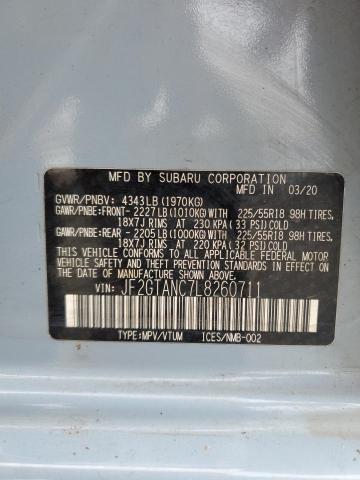 MFD BY SUBARU CORPORATION
IN 03/20
GVWR/PNBV: 4343LB(1970KG)
GAWR/PNBE:FRONT- 2227LB(1010KG)WITH 225/55R18 98H TIRES,
18X7J RIMS AT 230 KPA(33 PSI)COLD
GAWR/PNBE:REAR - 2205LB(1000KG)WITH 225/55R18 98H TIRES,
18X7J RIMS AT 220 KPA(32 PSI)COLD
THIS VEHICLE CONFORMS TO ALL APPLICABLE FEDERAL MOTOR
VEHICLE SAFETY AND THEFT PREVENTION STANDARDS IN
EFFECT ON THE DATE OF MANUFACTURE SHOWN ABOVE.
VIN: JF2GTANC7L8260711
TYPE:MPV/VTUM ICES/NMB-002